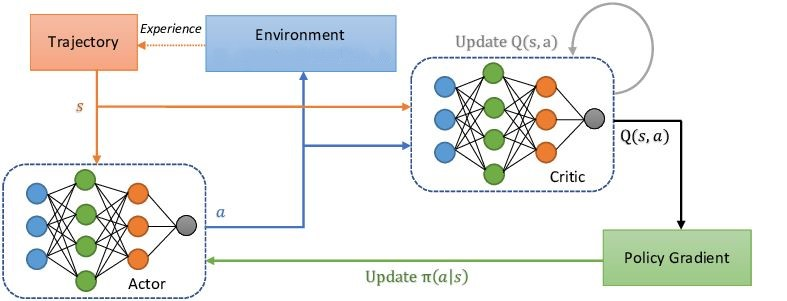 Trajectory
Experience
Environment
Update Q(s,a)
s
Q(s,a)
Critic
a
Actor
Policy Gradient
Update π(a|s)